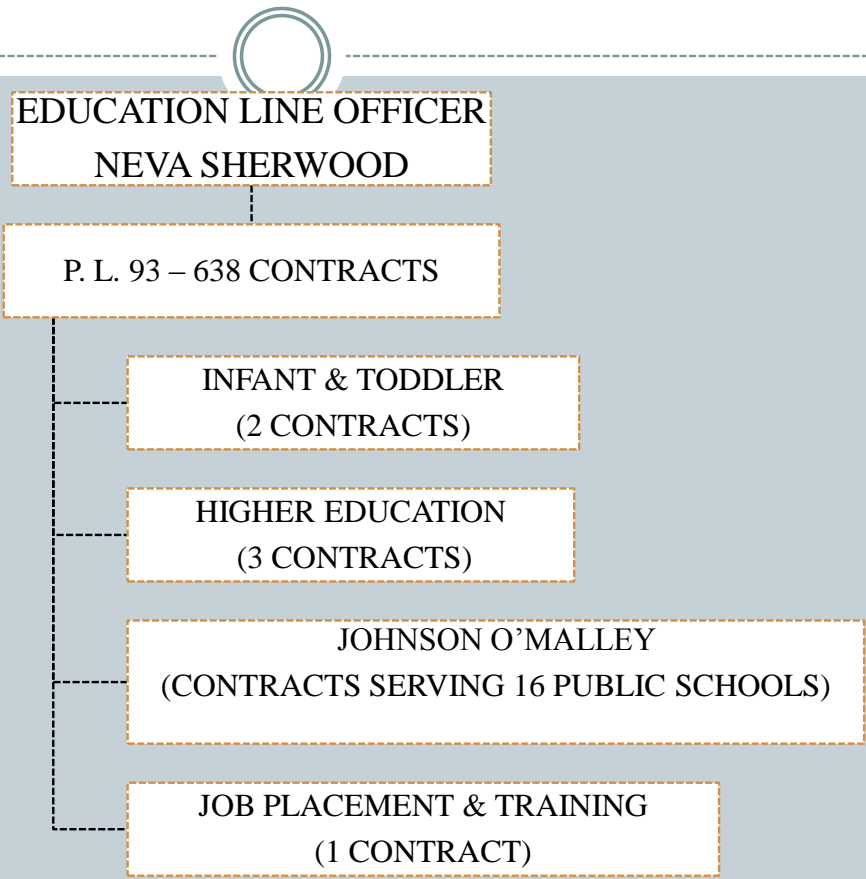 EDUCATION LINE OFFICER
NEVA SHERWOOD
P. L. 93 – 638 CONTRACTS
INFANT & TODDLER
(2 CONTRACTS)
HIGHER EDUCATION
(3 CONTRACTS)
JOHNSON O’MALLEY
(CONTRACTS SERVING 16 PUBLIC SCHOOLS)
JOB PLACEMENT & TRAINING
(1 CONTRACT)